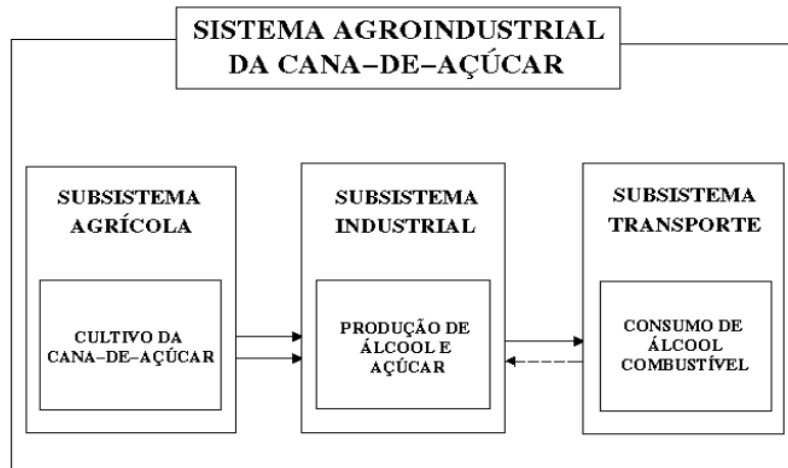 SISTEMA AGROINDUSTRIAL
DA CANA–DE–AÇÚCAR
SUBSISTEMA
AGRÍCOLA
CULTIVO DA
CANA–DE–AÇÚCAR
SUBSISTEMA
INDUSTRIAL
PRODUÇÃO DE
ÁLCOOL E
AÇÚCAR
SUBSISTEMA
TRANSPORTE
CONSUMO DE
ÁLCOOL
COMBUSTÍVEL